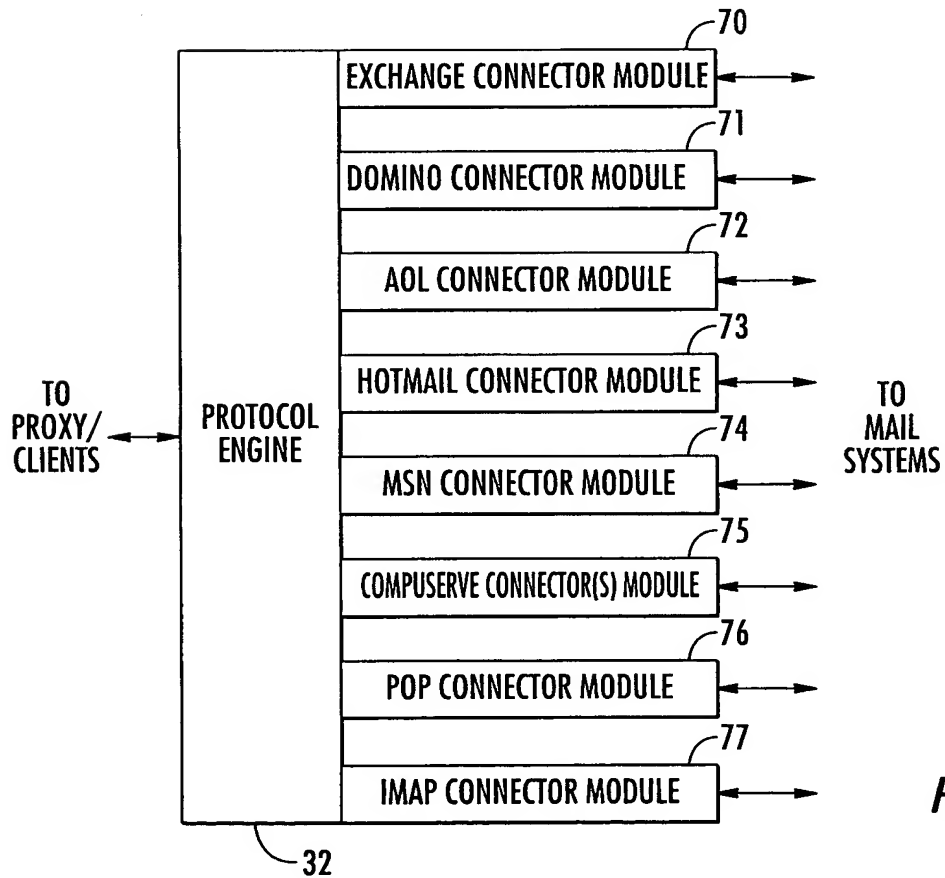 70
EXCHANGE CONNECTOR MODULE
71
DOMINO CONNECTOR MODULE
72
AOL CONNECTOR MODULE
73
HOTMAIL CONNECTOR MODULE
74
MSN CONNECTOR MODULE
75
COMPUSERVE CONNECTOR(S) MODULE
76
POP CONNECTOR MODULE
77
IMAP CONNECTOR MODULE
TO
PROXY/
CLIENTS
PROTOCOL
ENGINE
TO
MAIL
SYSTEMS
32